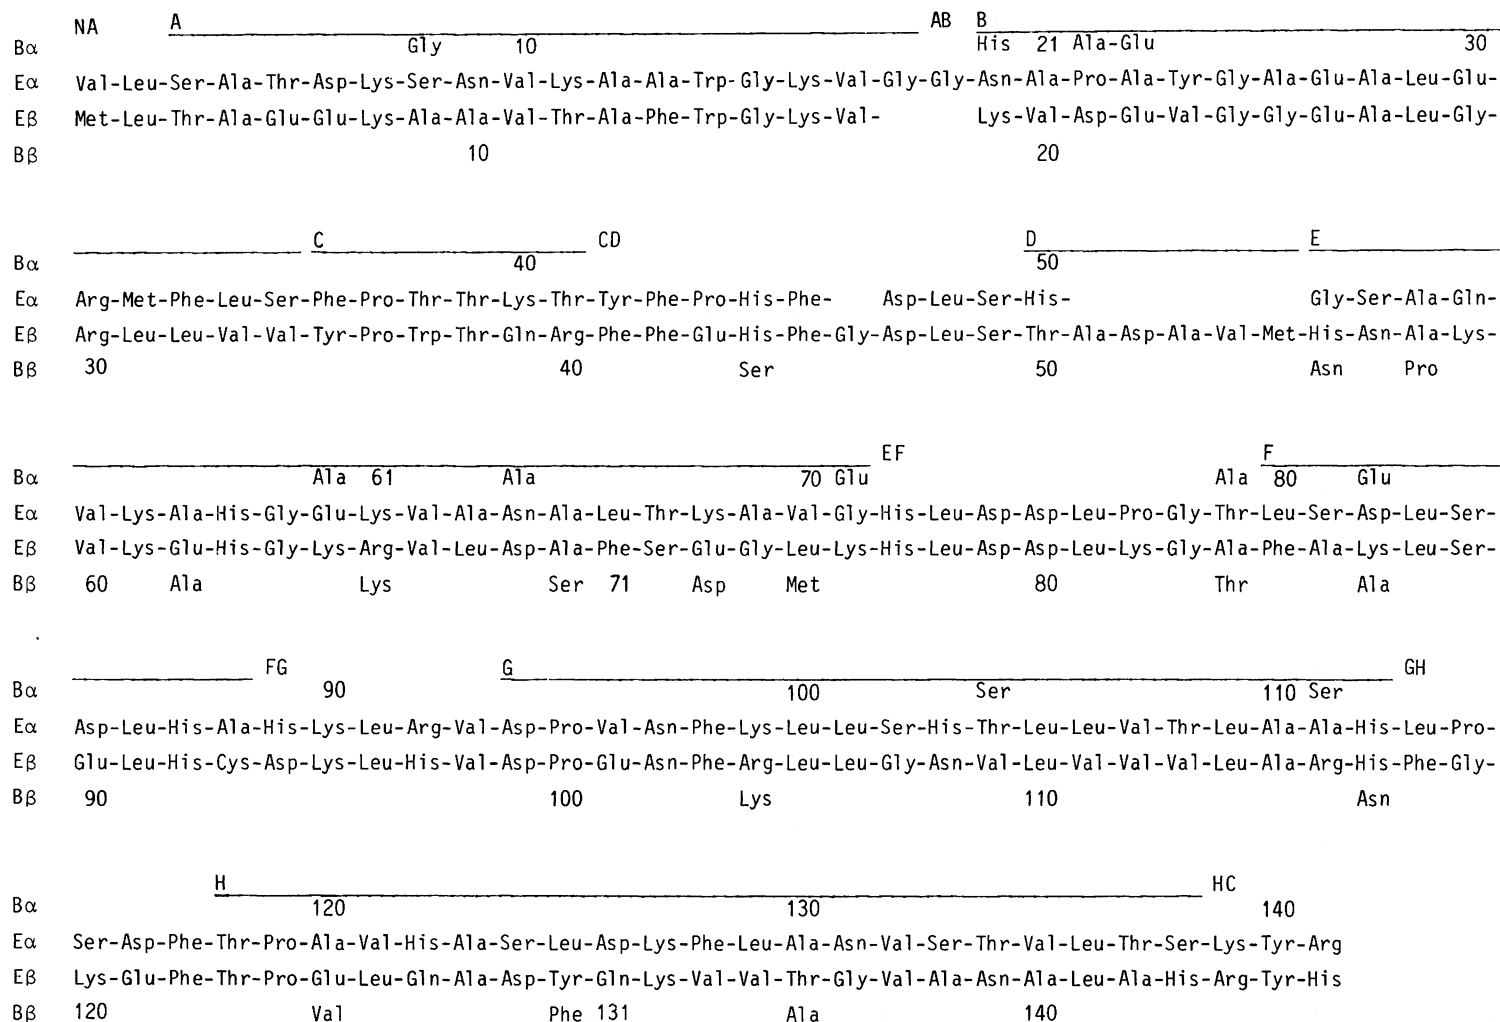 NA A AB B
Bα Gly 10 His 21 Ala-Glu 30
Eα Val-Leu-Ser-Ala-Thr-Asp-Lys-Ser-Asn-Val-Lys-Ala-Ala-Trp-Gly-Lys-Val-Gly-Gly-Asn-Ala-Pro-Ala-Tyr-Gly-Ala-Glu-Ala-Leu-Glu-
Eβ Met-Leu-Thr-Ala-Glu-Glu-Lys-Ala-Ala-Val-Thr-Ala-Phe-Trp-Gly-Lys-Val- Lys-Val-Asp-Glu-Val-Gly-Gly-Glu-Ala-Leu-Gly-
Bβ 10 20
C CD D E
Bα 40 50
Eα Arg-Met-Phe-Leu-Ser-Phe-Pro-Thr-Thr-Lys-Thr-Tyr-Phe-Pro-His-Phe- Asp-Leu-Ser-His- Gly-Ser-Ala-Gln-
Eβ Arg-Leu-Leu-Val-Val-Tyr-Pro-Trp-Thr-Gln-Arg-Phe-Phe-Glu-His-Phe-Gly-Asp-Leu-Ser-Thr-Ala-Asp-Ala-Val-Met-His-Asn-Ala-Lys-
Bβ 30 40 Ser 50 Asn Pro
EF F
Bα Ala 61 Ala 70 Glu Ala 80 Glu
Eα Val-Lys-Ala-His-Gly-Glu-Lys-Val-Ala-Asn-Ala-Leu-Thr-Lys-Ala-Val-Gly-His-Leu-Asp-Asp-Leu-Pro-Gly-Thr-Leu-Ser-Asp-Leu-Ser-
Eβ Val-Lys-Glu-His-Gly-Lys-Arg-Val-Leu-Asp-Ala-Phe-Ser-Glu-Gly-Leu-Lys-His-Leu-Asp-Asp-Leu-Lys-Gly-Ala-Phe-Ala-Lys-Leu-Ser-
Bβ 60 Ala Lys Ser 71 Asp Met 80 Thr Ala
FG G GH
Bα 90 100 Ser 110 Ser
Eα Asp-Leu-His-Ala-His-Lys-Leu-Arg-Val-Asp-Pro-Val-Asn-Phe-Lys-Leu-Leu-Ser-His-Thr-Leu-Leu-Val-Thr-Leu-Ala-Ala-His-Leu-Pro-
Eβ Glu-Leu-His-Cys-Asp-Lys-Leu-His-Val-Asp-Pro-Glu-Asn-Phe-Arg-Leu-Leu-Gly-Asn-Val-Leu-Val-Val-Val-Leu-Ala-Arg-His-Phe-Gly-
Bβ 90 100 Lys 110 Asn
H HC
Bα 120 130 140
Eα Ser-Asp-Phe-Thr-Pro-Ala-Val-His-Ala-Ser-Leu-Asp-Lys-Phe-Leu-Ala-Asn-Val-Ser-Thr-Val-Leu-Thr-Ser-Lys-Tyr-Arg
Eβ Lys-Glu-Phe-Thr-Pro-Glu-Leu-Gln-Ala-Asp-Tyr-Gln-Lys-Val-Val-Thr-Gly-Val-Ala-Asn-Ala-Leu-Ala-His-Arg-Tyr-His
Bβ 120 Val Phe 131 Ala 140